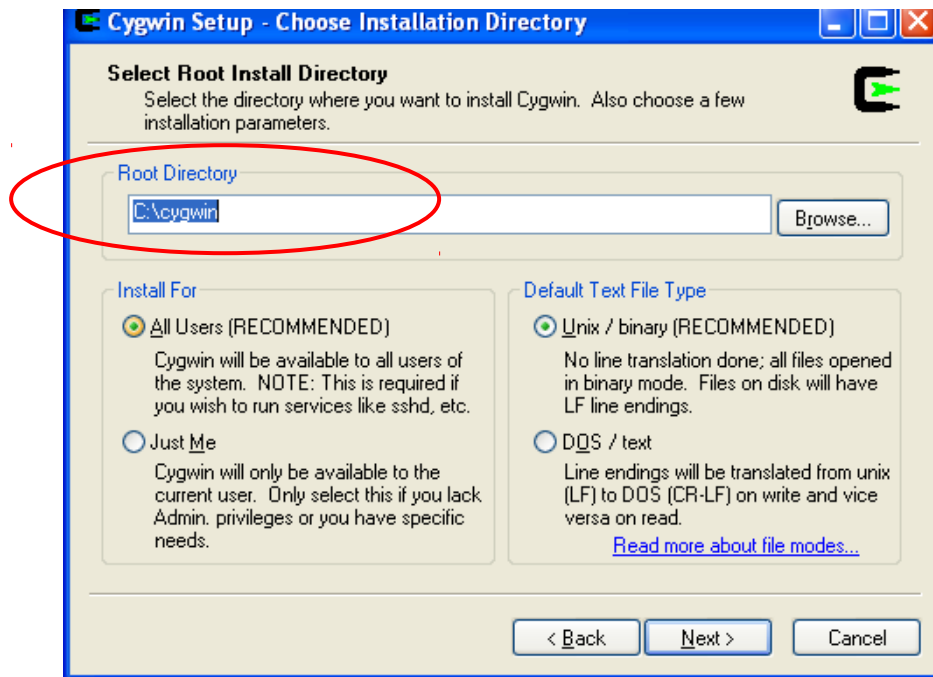 Cygwin Setup - Choose Installation Directory
Select Root Install Directory
Select the directory where you want to install Cygwin. Also choose a few
installation parameters.
Root Directory
C:\cygwin
Browse...
Install For
All Users (RECOMMENDED)
Cygwin will be available to all users of
the system. NOTE: This is required if
you wish to run services like sshd, etc.
Just Me
Cygwin will only be available to the
current user. Only select this if you lack
Admin. privileges or you have specific
needs.
Default Text File Type
Unix / binary (RECOMMENDED)
No line translation done; all files opened
in binary mode. Files on disk will have
LF line endings.
DOS / text
Line endings will be translated from unix
(LF) to DOS (CR-LF) on write and vice
versa on read.
Read more about file modes...
< Back
Next >
Cancel